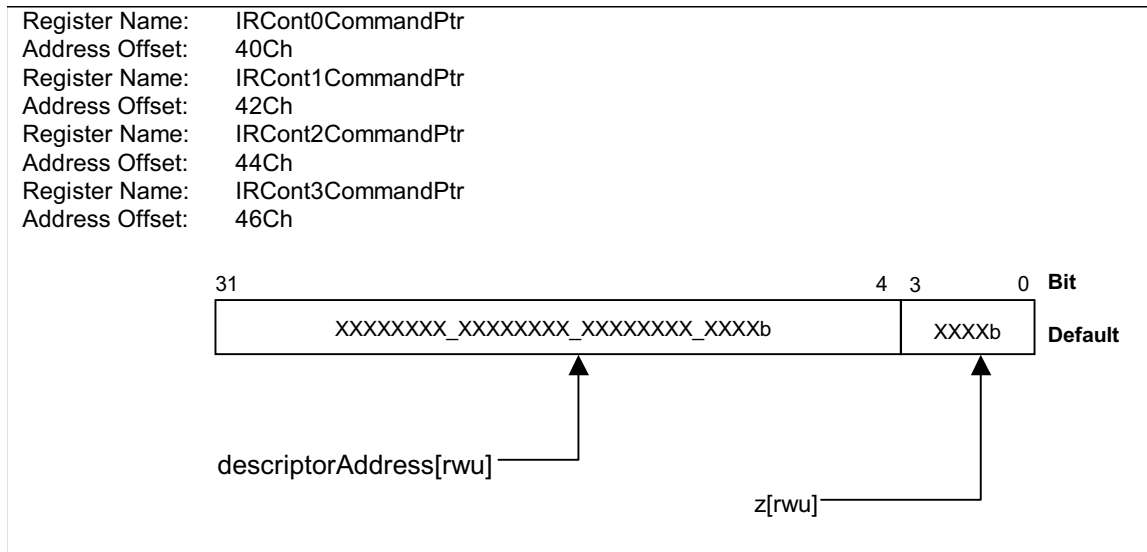 Register Name: IRCont0CommandPtr
Address Offset: 40Ch
Register Name: IRCont1CommandPtr
Address Offset: 42Ch
Register Name: IRCont2CommandPtr
Address Offset: 44Ch
Register Name: IRCont3CommandPtr
Address Offset: 46Ch
31 4 3 0 Bit
XXXXXXXX_XXXXXXXX_XXXXXXXX_XXXXb XXXXb Default
descriptorAddress[rwu]
z[rwu]